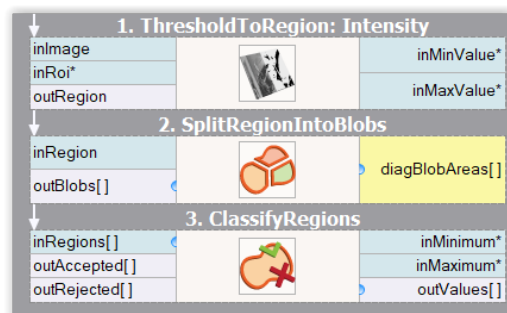 1. ThresholdToRegion: Intensity
inImage
inRoi*
outRegion
inMinValue*
inMaxValue*
2. SplitRegionIntoBlobs
inRegion
outBlobs[]
diagBlobAreas[]
3. ClassifyRegions
inRegions[]
outAccepted[]
outRejected[]
inMinimum*
inMaximum*
outValues[]